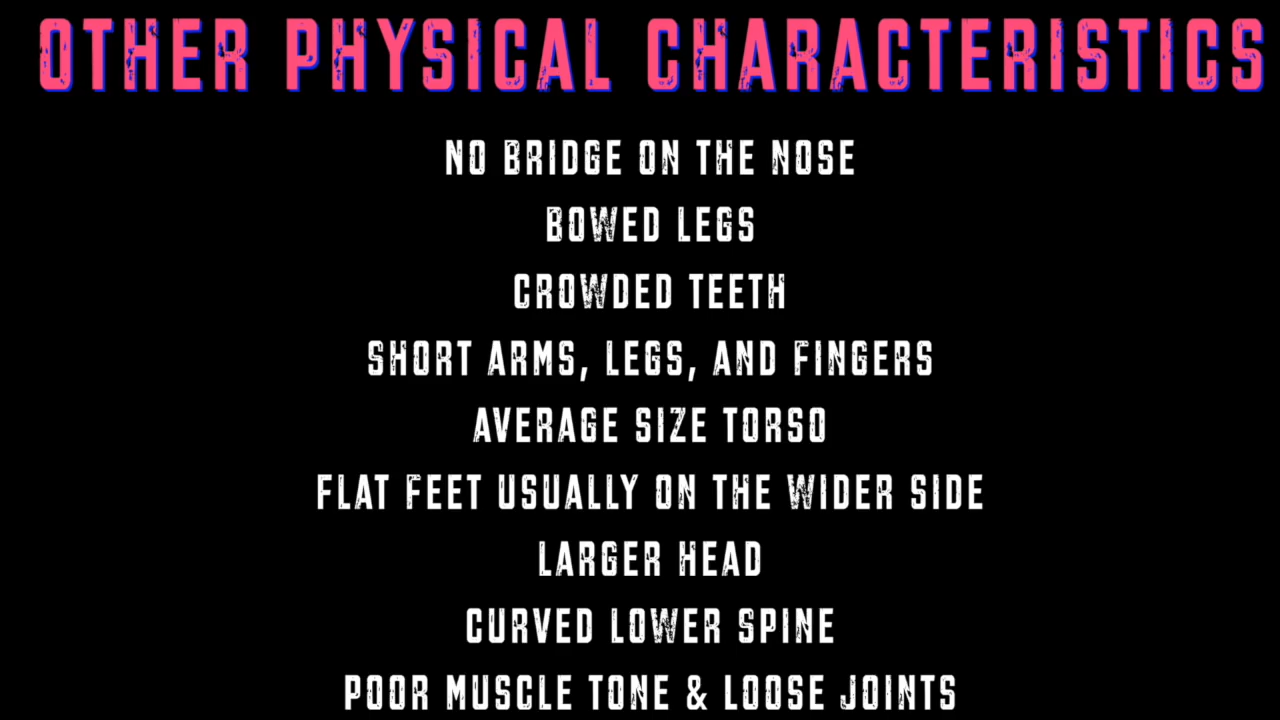 OTHER PHYSICAL CHARACTERISTICS
NO BRIDGE ON THE NOSE
BOWED LEGS
CROWDED TEETH
SHORT ARMS, LEGS, AND FINGERS
AVERAGE SIZE TORSO
FLAT FEET USUALLY ON THE WIDER SIDE
LARGER HEAD
CURVED LOWER SPINE
POOR MUSCLE TONE & LOOSE JOINTS